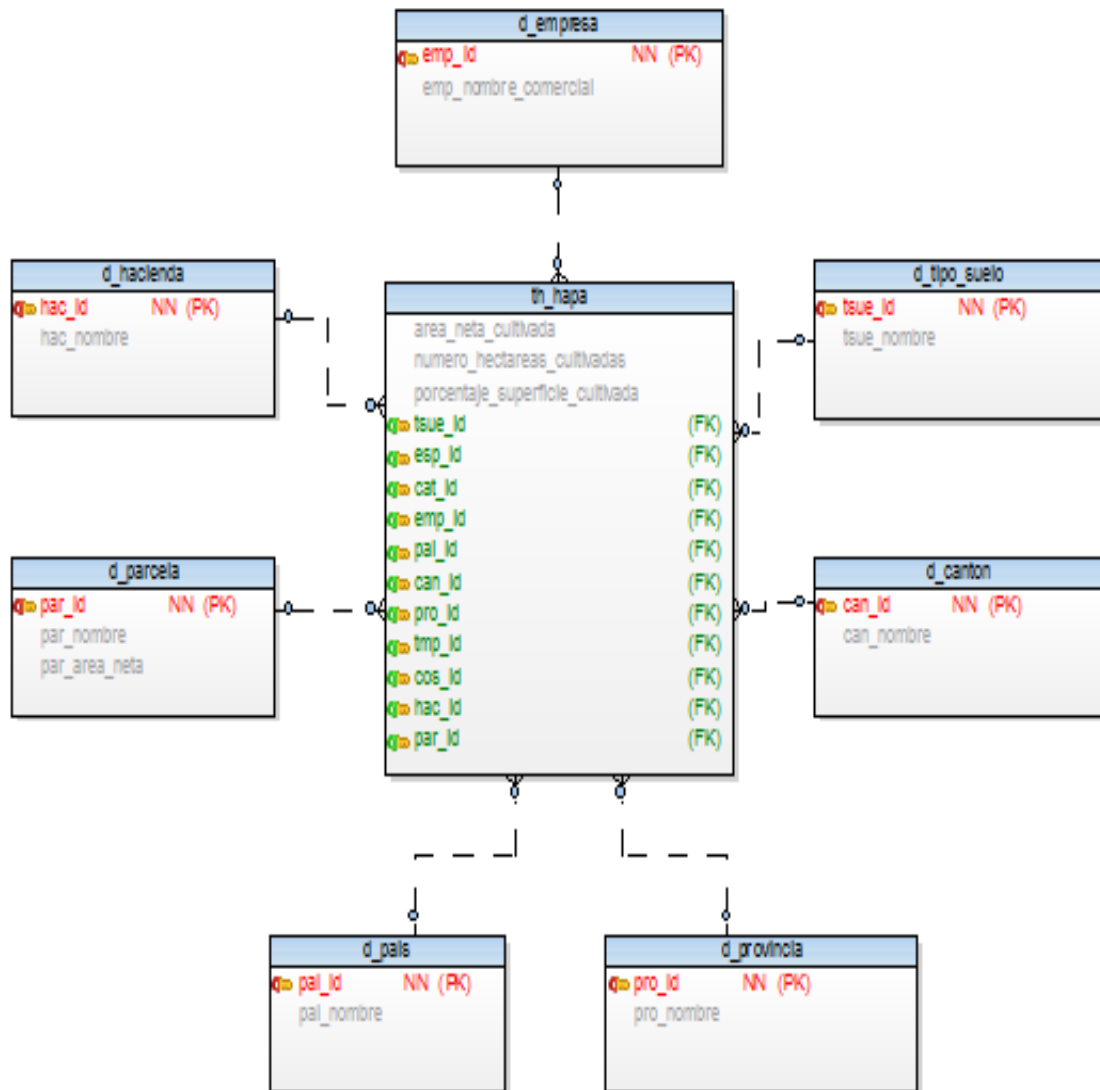 d_empresa
emp_id NN (PK)
emp_nombre_comercial
d_hacienda
hac_id NN (PK)
hac_nombre
th_hapa
area_neta_cultivada
numero_hectareas_cultivadas
porcentaje_superficie_cultivada
tsue_id (FK)
esp_id (FK)
cat_id (FK)
emp_id (FK)
pai_id (FK)
can_id (FK)
pro_id (FK)
tmp_id (FK)
cos_id (FK)
hac_id (FK)
par_id (FK)
d_tipo_suelo
tsue_id NN (PK)
tsue_nombre
d_parcela
par_id NN (PK)
par_nombre
par_area_neta
d_canton
can_id NN (PK)
can_nombre
d_pais
pai_id NN (PK)
pai_nombre
d_provincia
pro_id NN (PK)
pro_nombre